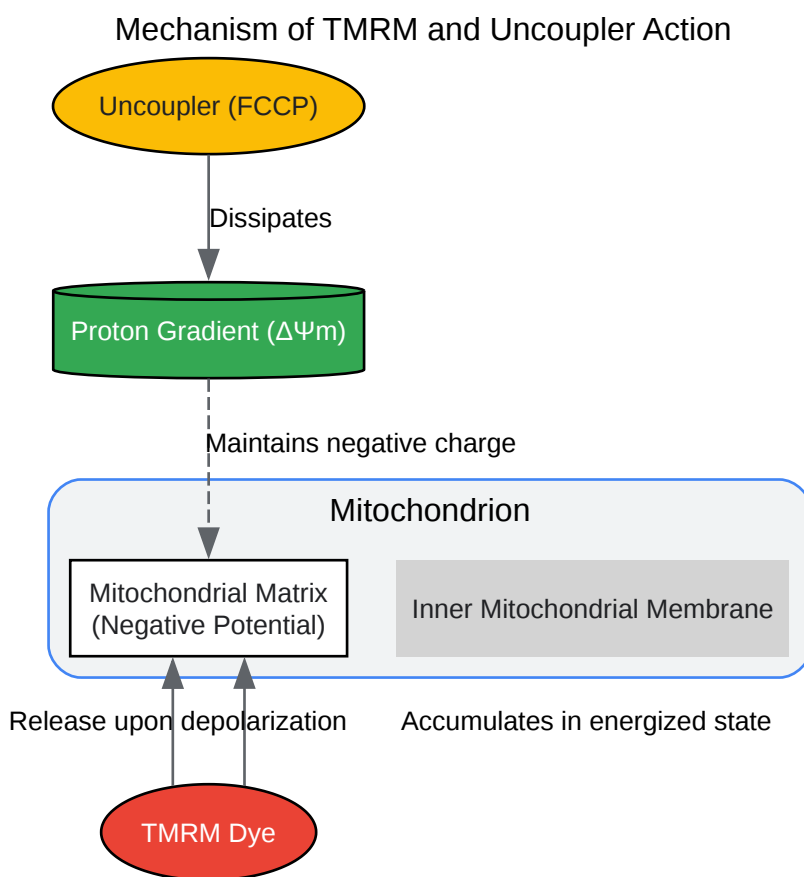 Mechanism of TMRM and Uncoupler Action
Uncoupler (FCCP)
Dissipates
Proton Gradient (ΔΨm)
Maintains negative charge
Mitochondrion
Mitochondrial Matrix
(Negative Potential)
Inner Mitochondrial Membrane
Release upon depolarization
Accumulates in energized state
TMRM Dye